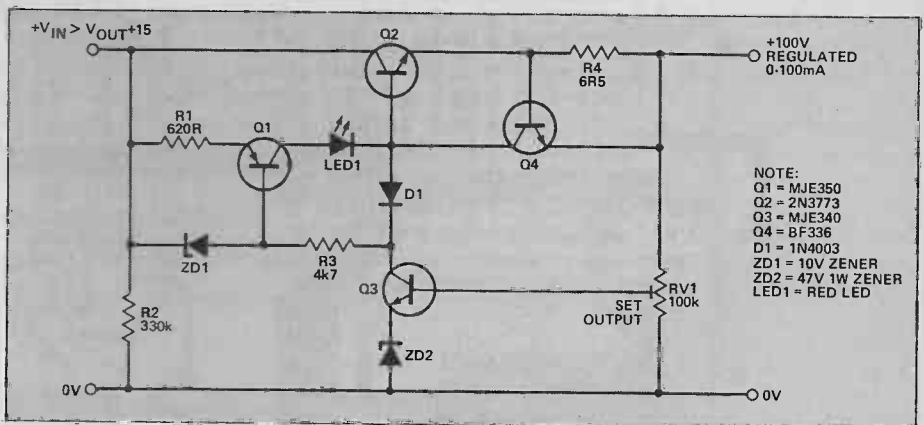 +VIN > VOUT+15
Q2
R4
6R5
+100V
REGULATED
0-100mA
R1
620R
Q1
LED1
Q4
D1
NOTE:
Q1 = MJE350
Q2 = 2N3773
Q3 = MJE340
Q4 = BF336
D1 = 1N4003
ZD1 = 10V ZENER
ZD2 = 47V 1W ZENER
LED1 = RED LED
ZD1
R3
4k7
Q3
R2
330k
SET
OUTPUT
RV1
100k
ZD2
0V
0V